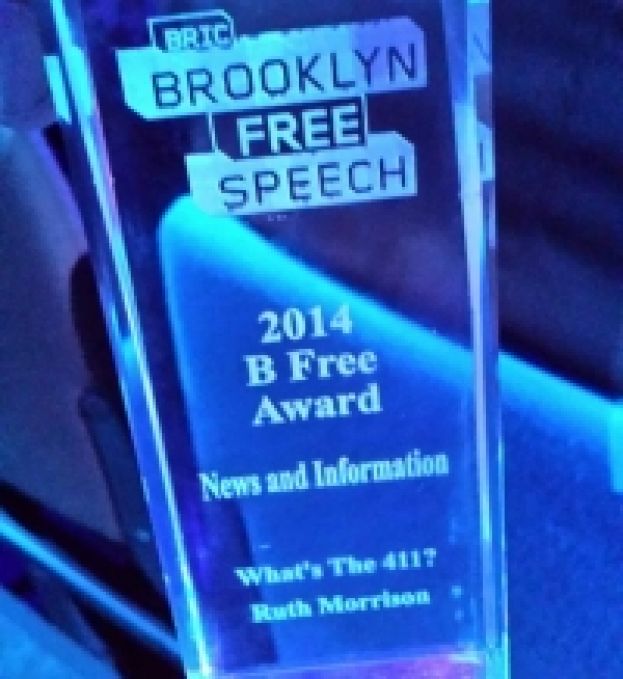 BRIC
BROOKLYN
FREE
SPEECH
2014
B Free
Award
News and Information
What's The 411?
Ruth Morrison